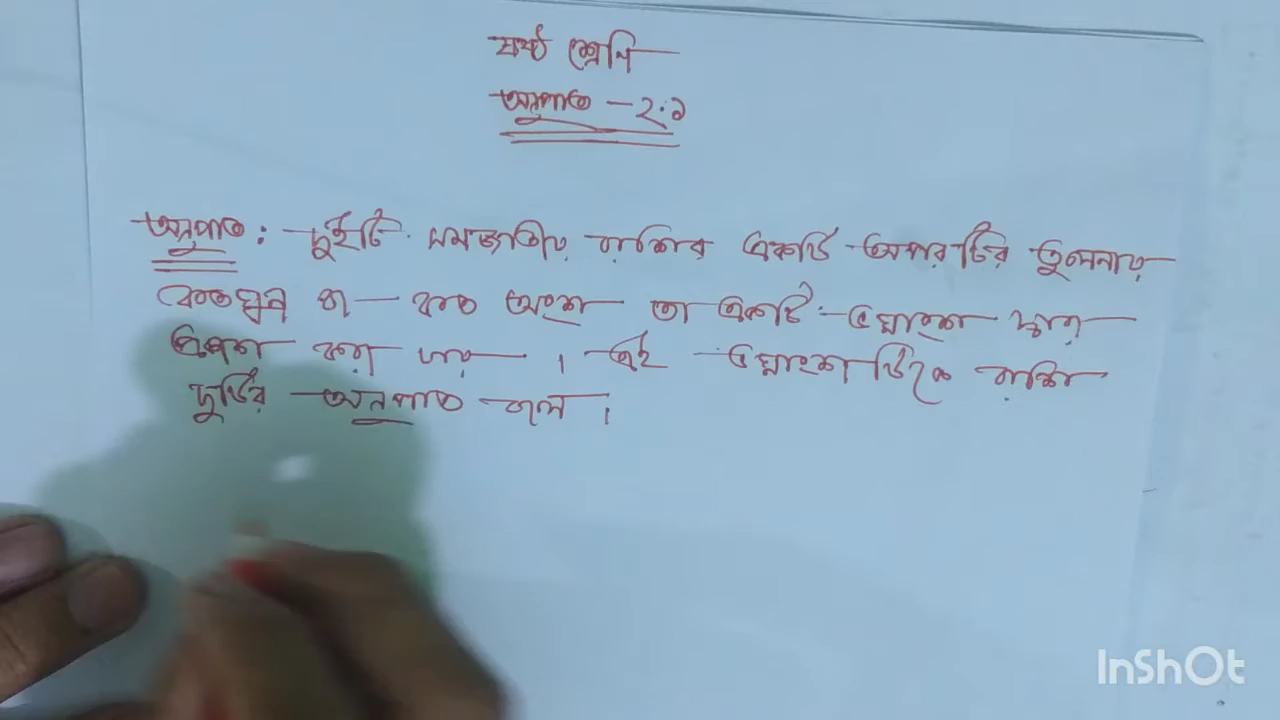 ষষ্ঠ শ্রেণি
অনুপাত - ২.১
অনুপাত : দুইটি সমজাতীয় রাশির একটি অপরটির তুলনায়
কতগুন বা কত অংশ তা একটি ভগ্নাংশ দ্বারা
প্রকাশ করা যায় । এই ভগ্নাংশটিকে রাশি
দুটির অনুপাত বলে ।
InShOt